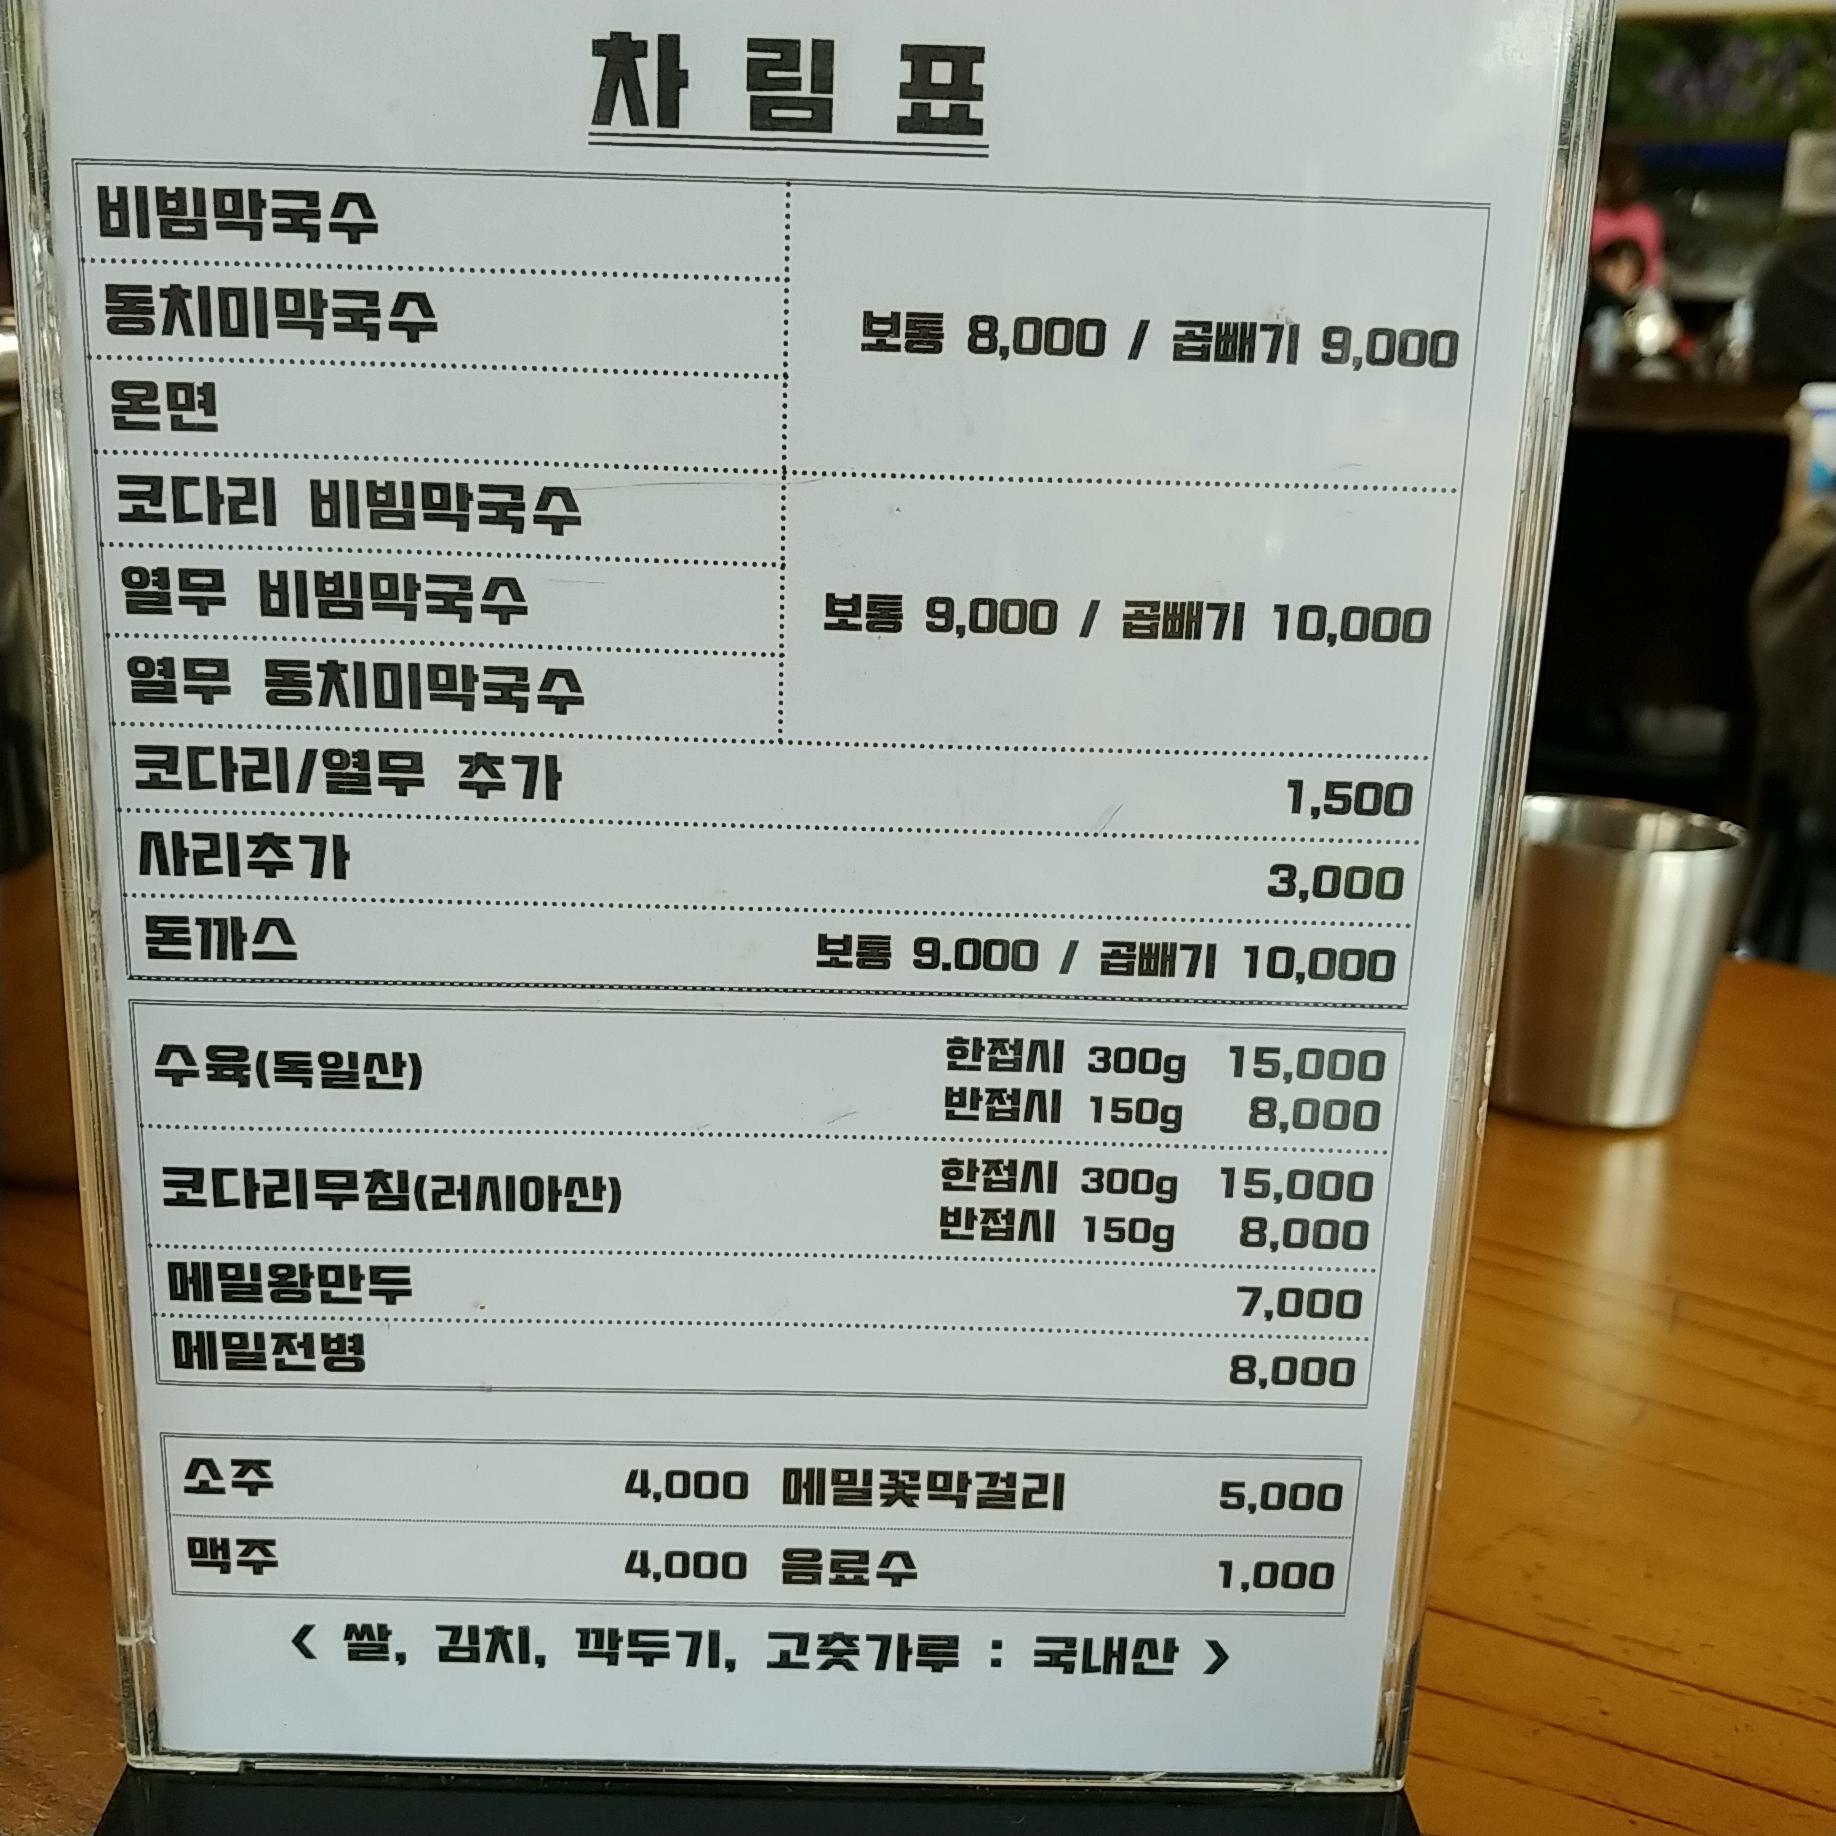 차림표
비빔막국수
동치미막국수
온면
보통 8,000 / 곱빼기 9,000
코다리 비빔막국수
열무 비빔막국수
열무 동치미막국수
보통 9,000 / 곱빼기 10,000
코다리/열무 추가 1,500
사리추가 3,000
돈까스 보통 9.000 / 곱빼기 10,000
수육(독일산) 한접시 300g 15,000
반접시 150g 8,000
코다리무침(러시아산) 한접시 300g 15,000
반접시 150g 8,000
메밀왕만두 7,000
메밀전병 8,000
소주 4,000 메밀꽃막걸리 5,000
맥주 4,000 음료수 1,000
< 쌀, 김치, 깍두기, 고춧가루 : 국내산 >